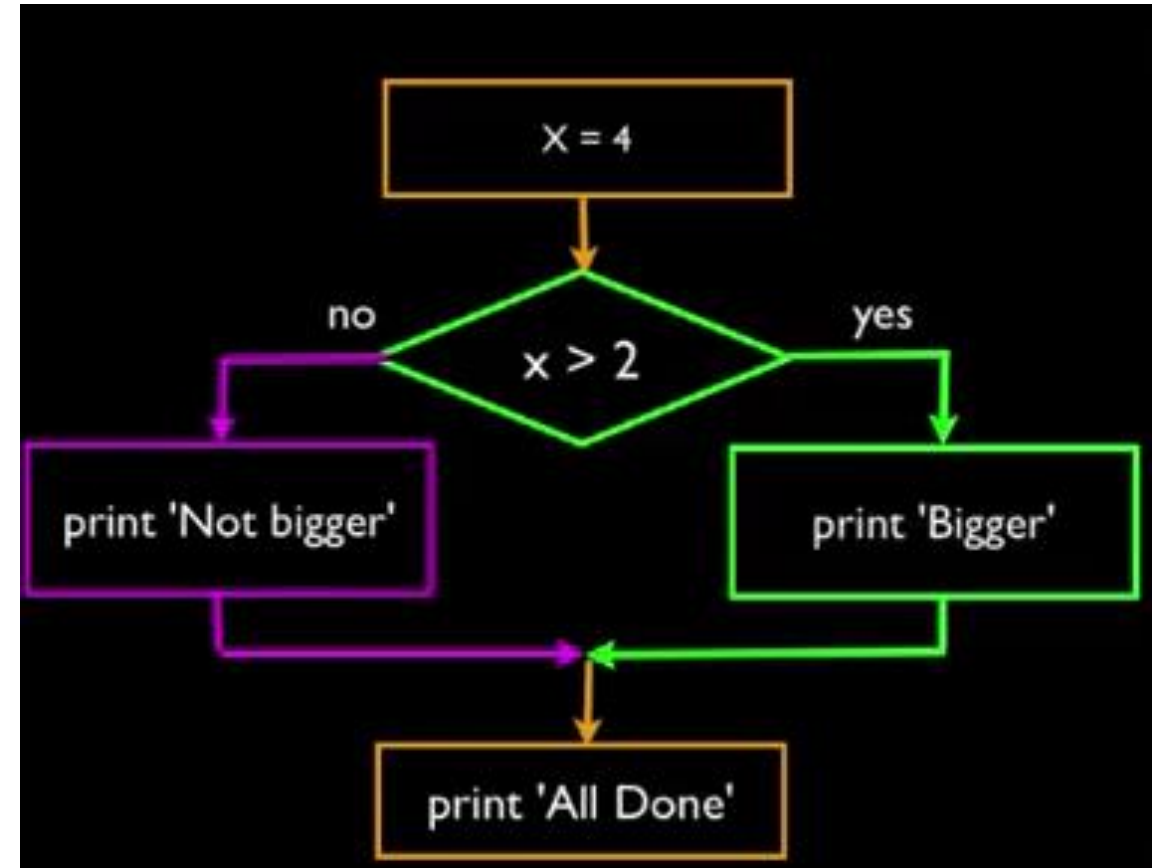 X = 4
no
yes
x > 2
print 'Not bigger'
print 'Bigger'
print 'All Done'